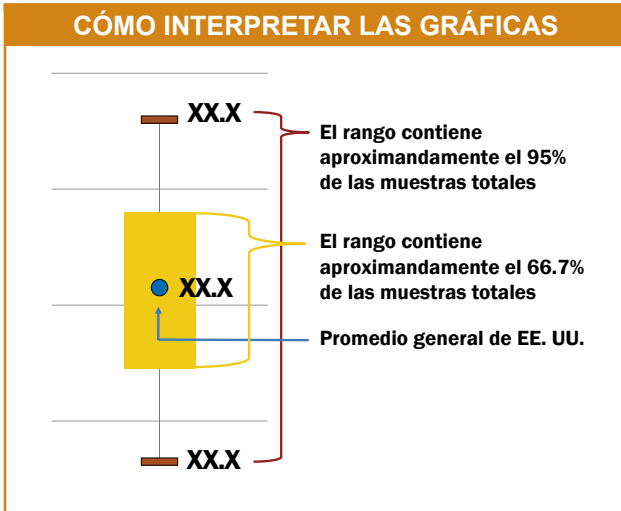 CÓMO INTERPRETAR LAS GRÁFICAS
XX.X
El rango contiene
aproximandamente el 95%
de las muestras totales
El rango contiene
aproximandamente el 66.7%
de las muestras totales
XX.X
Promedio general de EE. UU.
XX.X